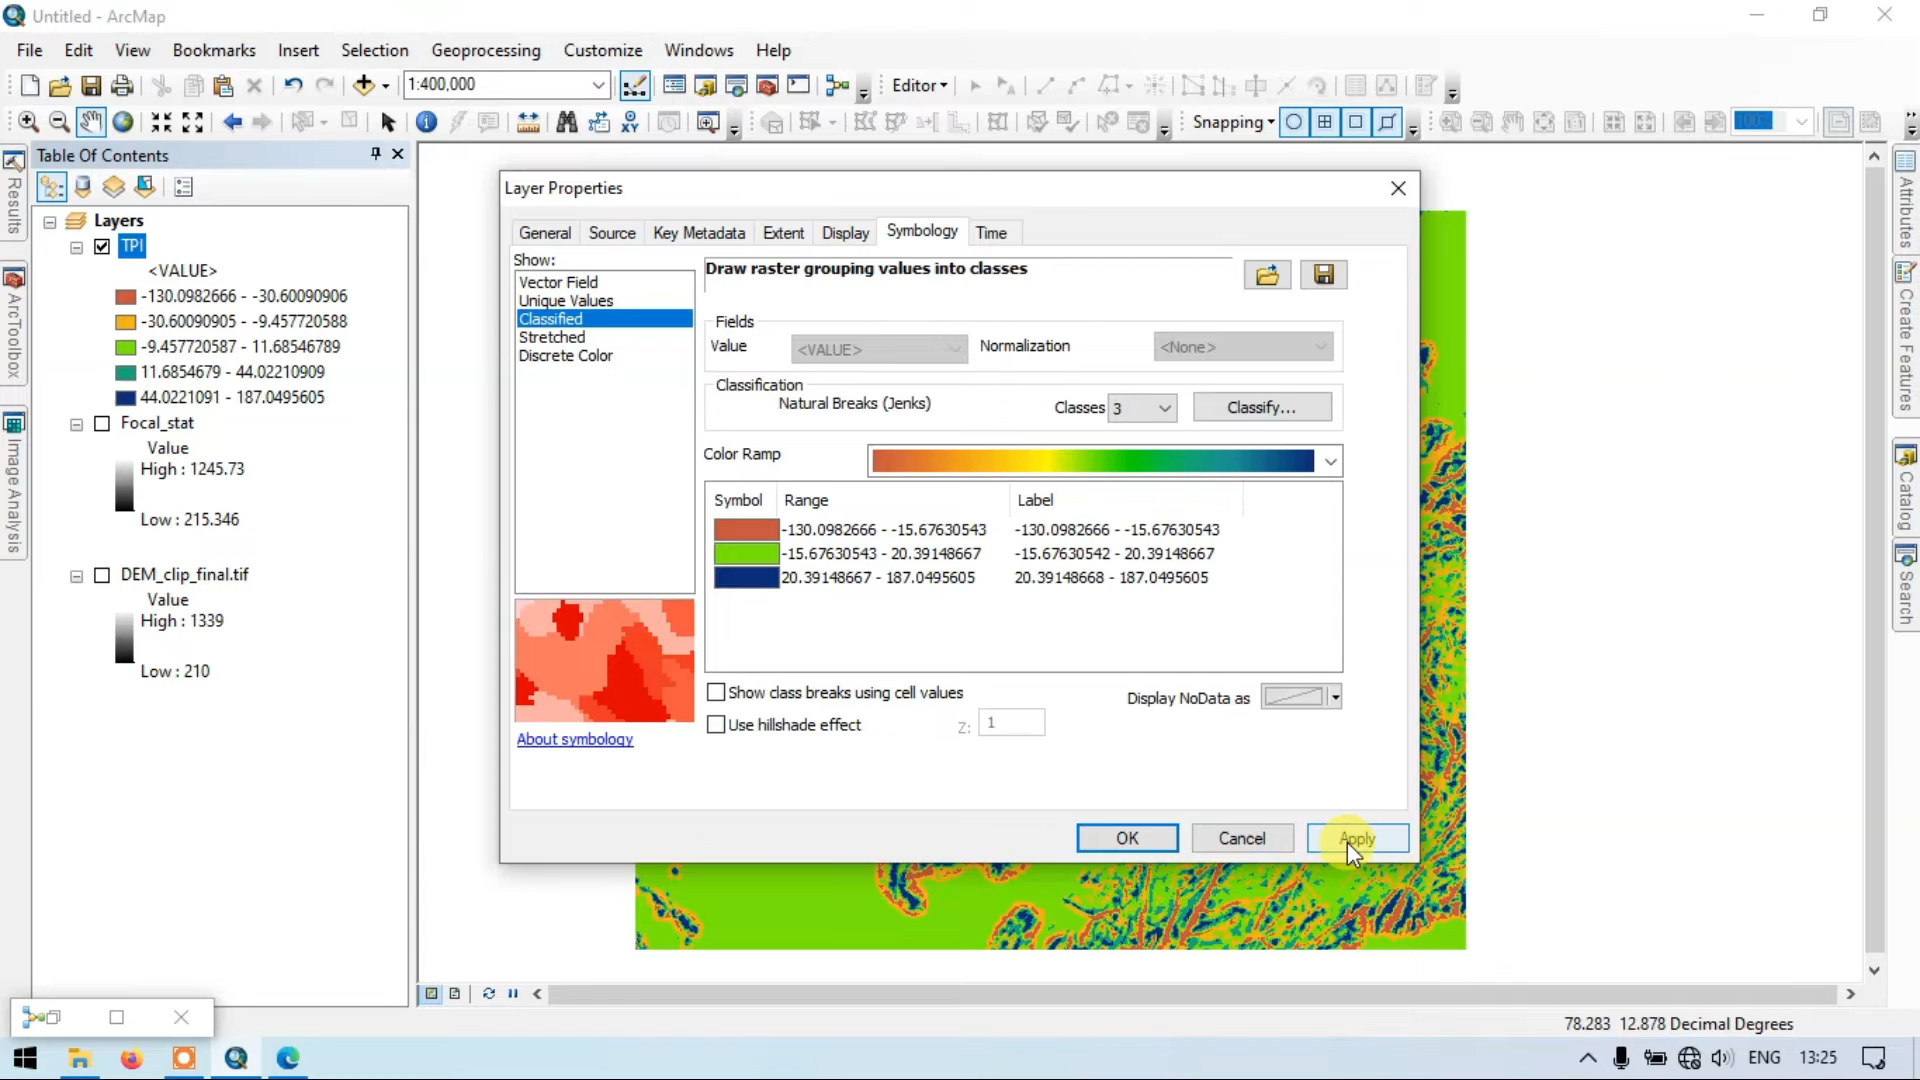 Untitled - ArcMap
File Edit View Bookmarks Insert Selection Geoprocessing Customize Windows Help
1:400,000
Editor
Snapping
Table Of Contents
Results
ArcToolbox
Image Analysis
Layers
TPI
<VALUE>
-130.0982666 - -30.60090906
-30.60090905 - -9.457720588
-9.457720587 - 11.68546789
11.6854679 - 44.02210909
44.0221091 - 187.0495605
Focal_stat
Value
High : 1245.73
Low : 215.346
DEM_clip_final.tif
Value
High : 1339
Low : 210
Layer Properties
General Source Key Metadata Extent Display Symbology Time
Show:
Vector Field
Unique Values
Classified
Stretched
Discrete Color
About symbology
Draw raster grouping values into classes
Fields
Value <VALUE> Normalization <None>
Classification
Natural Breaks (Jenks) Classes 3 Classify...
Color Ramp
Symbol Range Label
-130.0982666 - -15.67630543 -130.0982666 - -15.67630543
-15.67630543 - 20.39148667 -15.67630542 - 20.39148667
20.39148667 - 187.0495605 20.39148668 - 187.0495605
Show class breaks using cell values
Display NoData as
Use hillshade effect Z: 1
OK Cancel Apply
Attributes
Create Features
Catalog
Search
78.283 12.878 Decimal Degrees
ENG 13:25